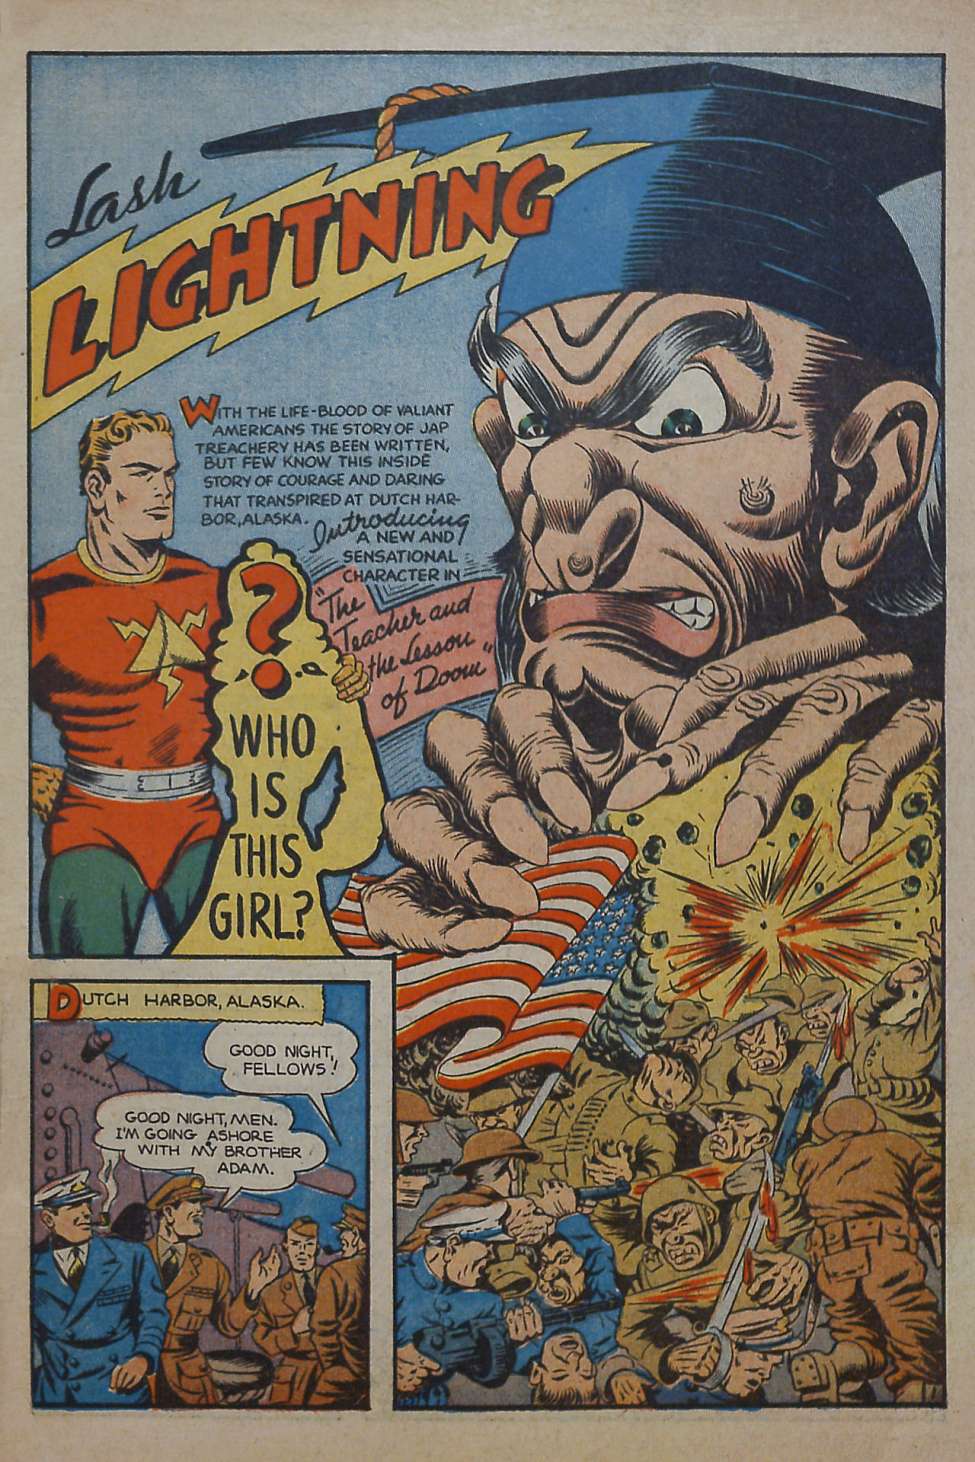 Lash
LIGHTNING
WITH THE LIFE-BLOOD OF VALIANT
AMERICANS THE STORY OF JAP
TREACHERY HAS BEEN WRITTEN,
BUT FEW KNOW THIS INSIDE
STORY OF COURAGE AND DARING
THAT TRANSPIRED AT DUTCH HAR-
BOR, ALASKA.
Introducing
A NEW AND
SENSATIONAL
CHARACTER IN
"The
Teacher and
the Lesson
of Doom"
?
WHO
IS
THIS
GIRL?
DUTCH HARBOR, ALASKA.
GOOD NIGHT,
FELLOWS!
GOOD NIGHT, MEN.
I'M GOING ASHORE
WITH MY BROTHER
ADAM.